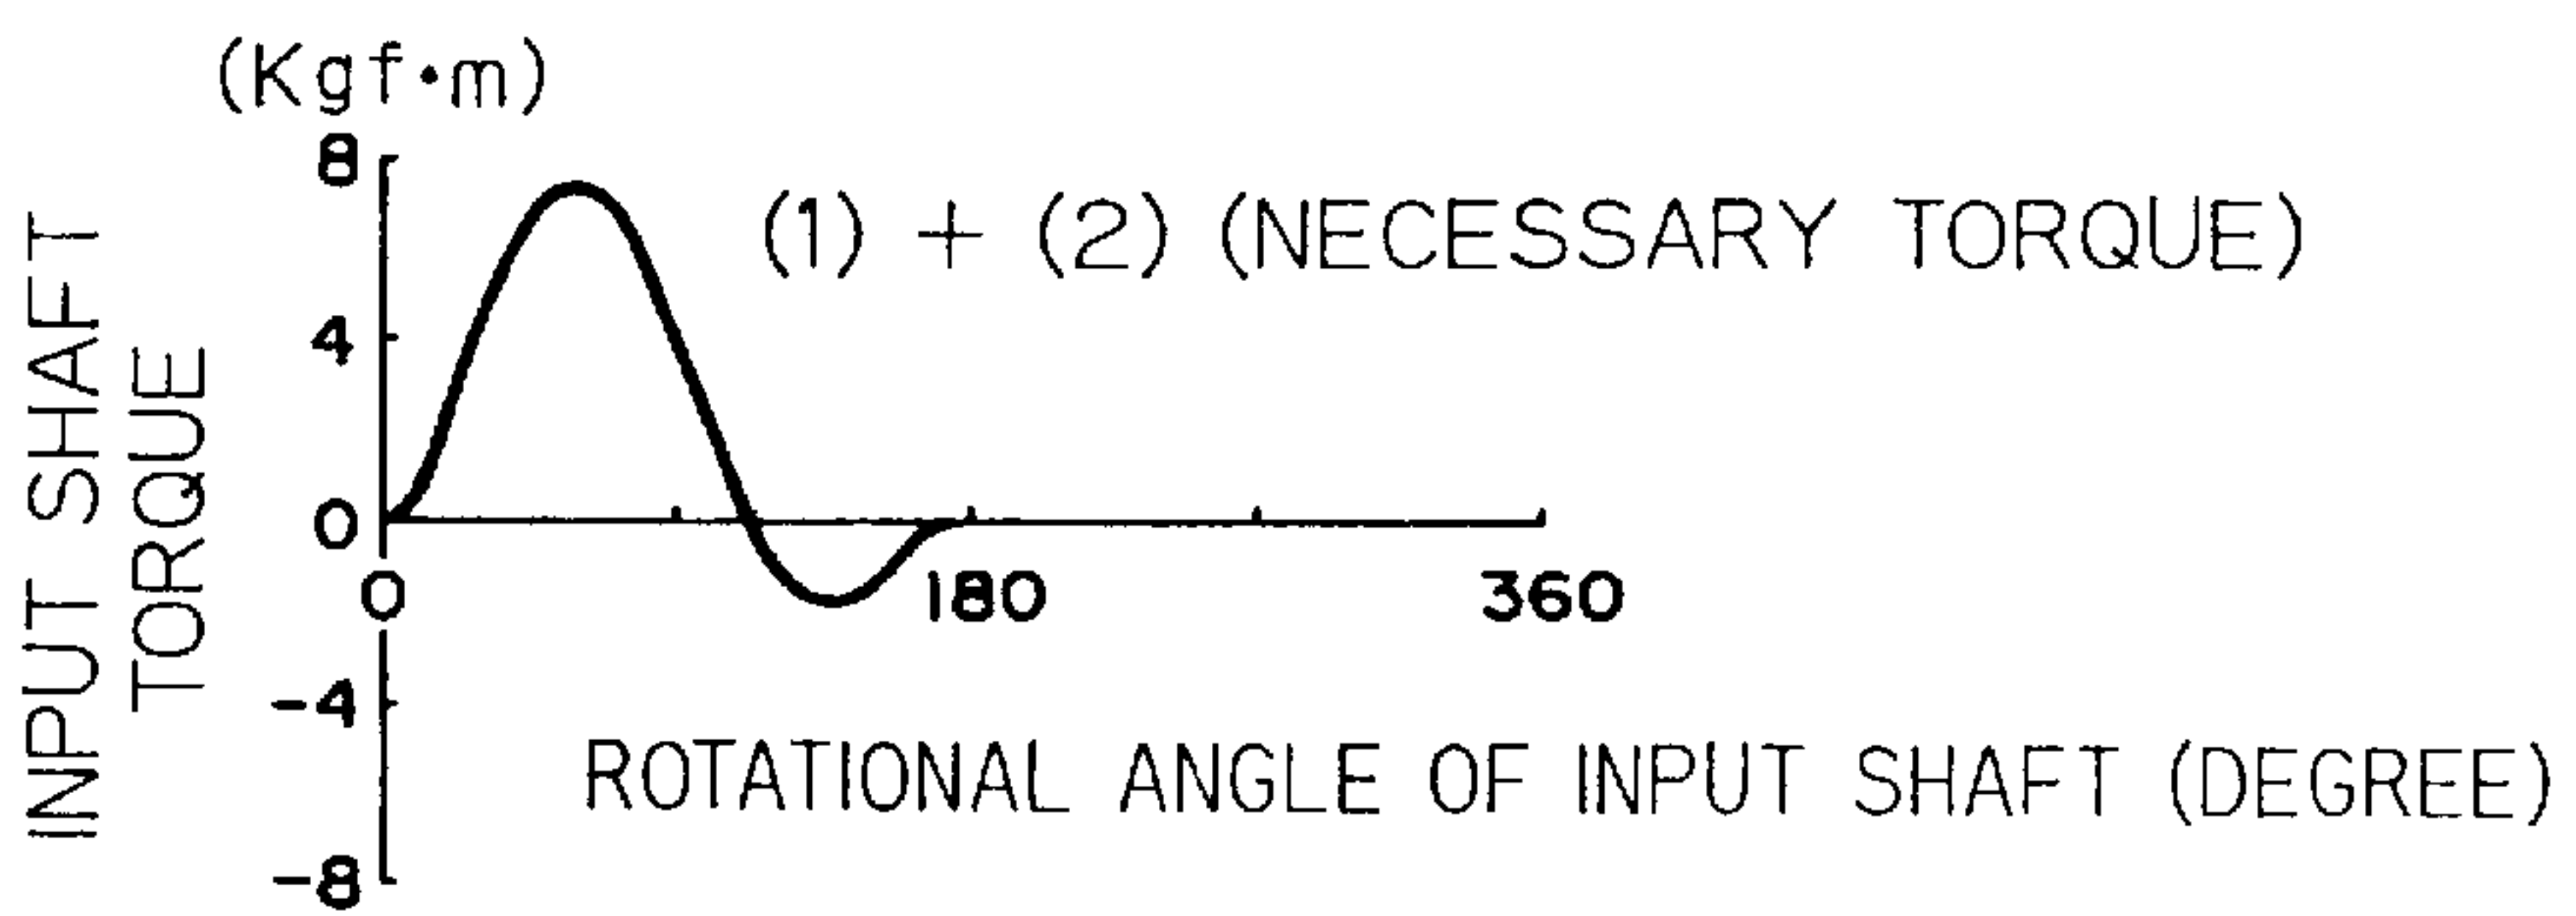 (Kgf·m)
8
(1) + (2) (NECESSARY TORQUE)
4
INPUT SHAFT
TORQUE
0
0
180
360
-4
ROTATIONAL ANGLE OF INPUT SHAFT (DEGREE)
-8